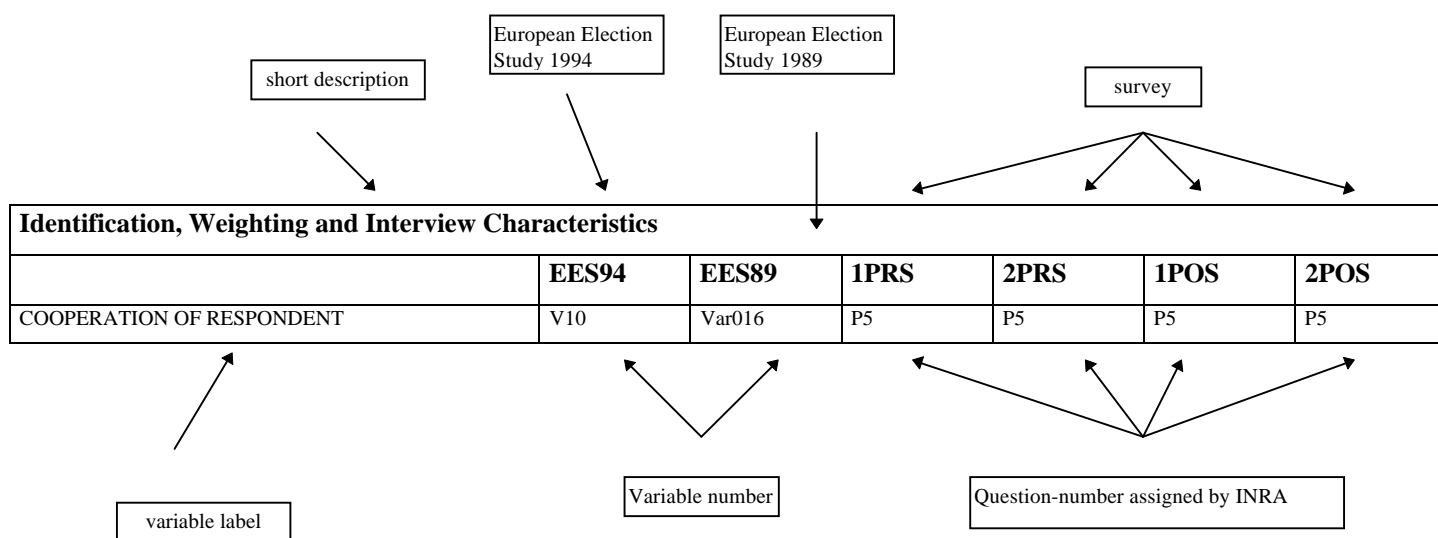 European Election
Study 1994
European Election
Study 1989
short description
survey
Identification, Weighting and Interview Characteristics
EES94 EES89 1PRS 2PRS 1POS 2POS
COOPERATION OF RESPONDENT V10 Var016 P5 P5 P5 P5
Variable number
Question-number assigned by INRA
variable label